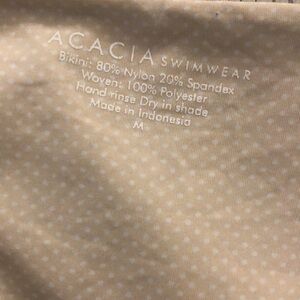 ACACIA SWIMWEAR
Bikini: 80% Nylon 20% Spandex
Woven: 100% Polyester
Hand rinse Dry in shade
Made in Indonesia
M